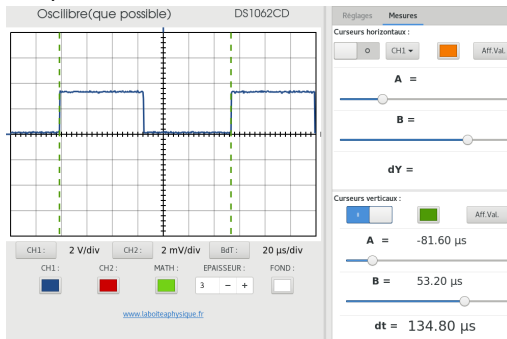 Oscilibre(que possible) DS1062CD
CH1 : 2 V/div CH2 : 2 mV/div BdT : 20 µs/div
CH1 : CH2 : MATH : EPAISSEUR : FOND :
3 − +
www.laboiteaphysique.fr
Réglages Mesures
Curseurs horizontaux :
O CH1 Aff.Val.
A =
B =
dY =
Curseurs verticaux :
I Aff.Val.
A = -81.60 µs
B = 53.20 µs
dt = 134.80 µs